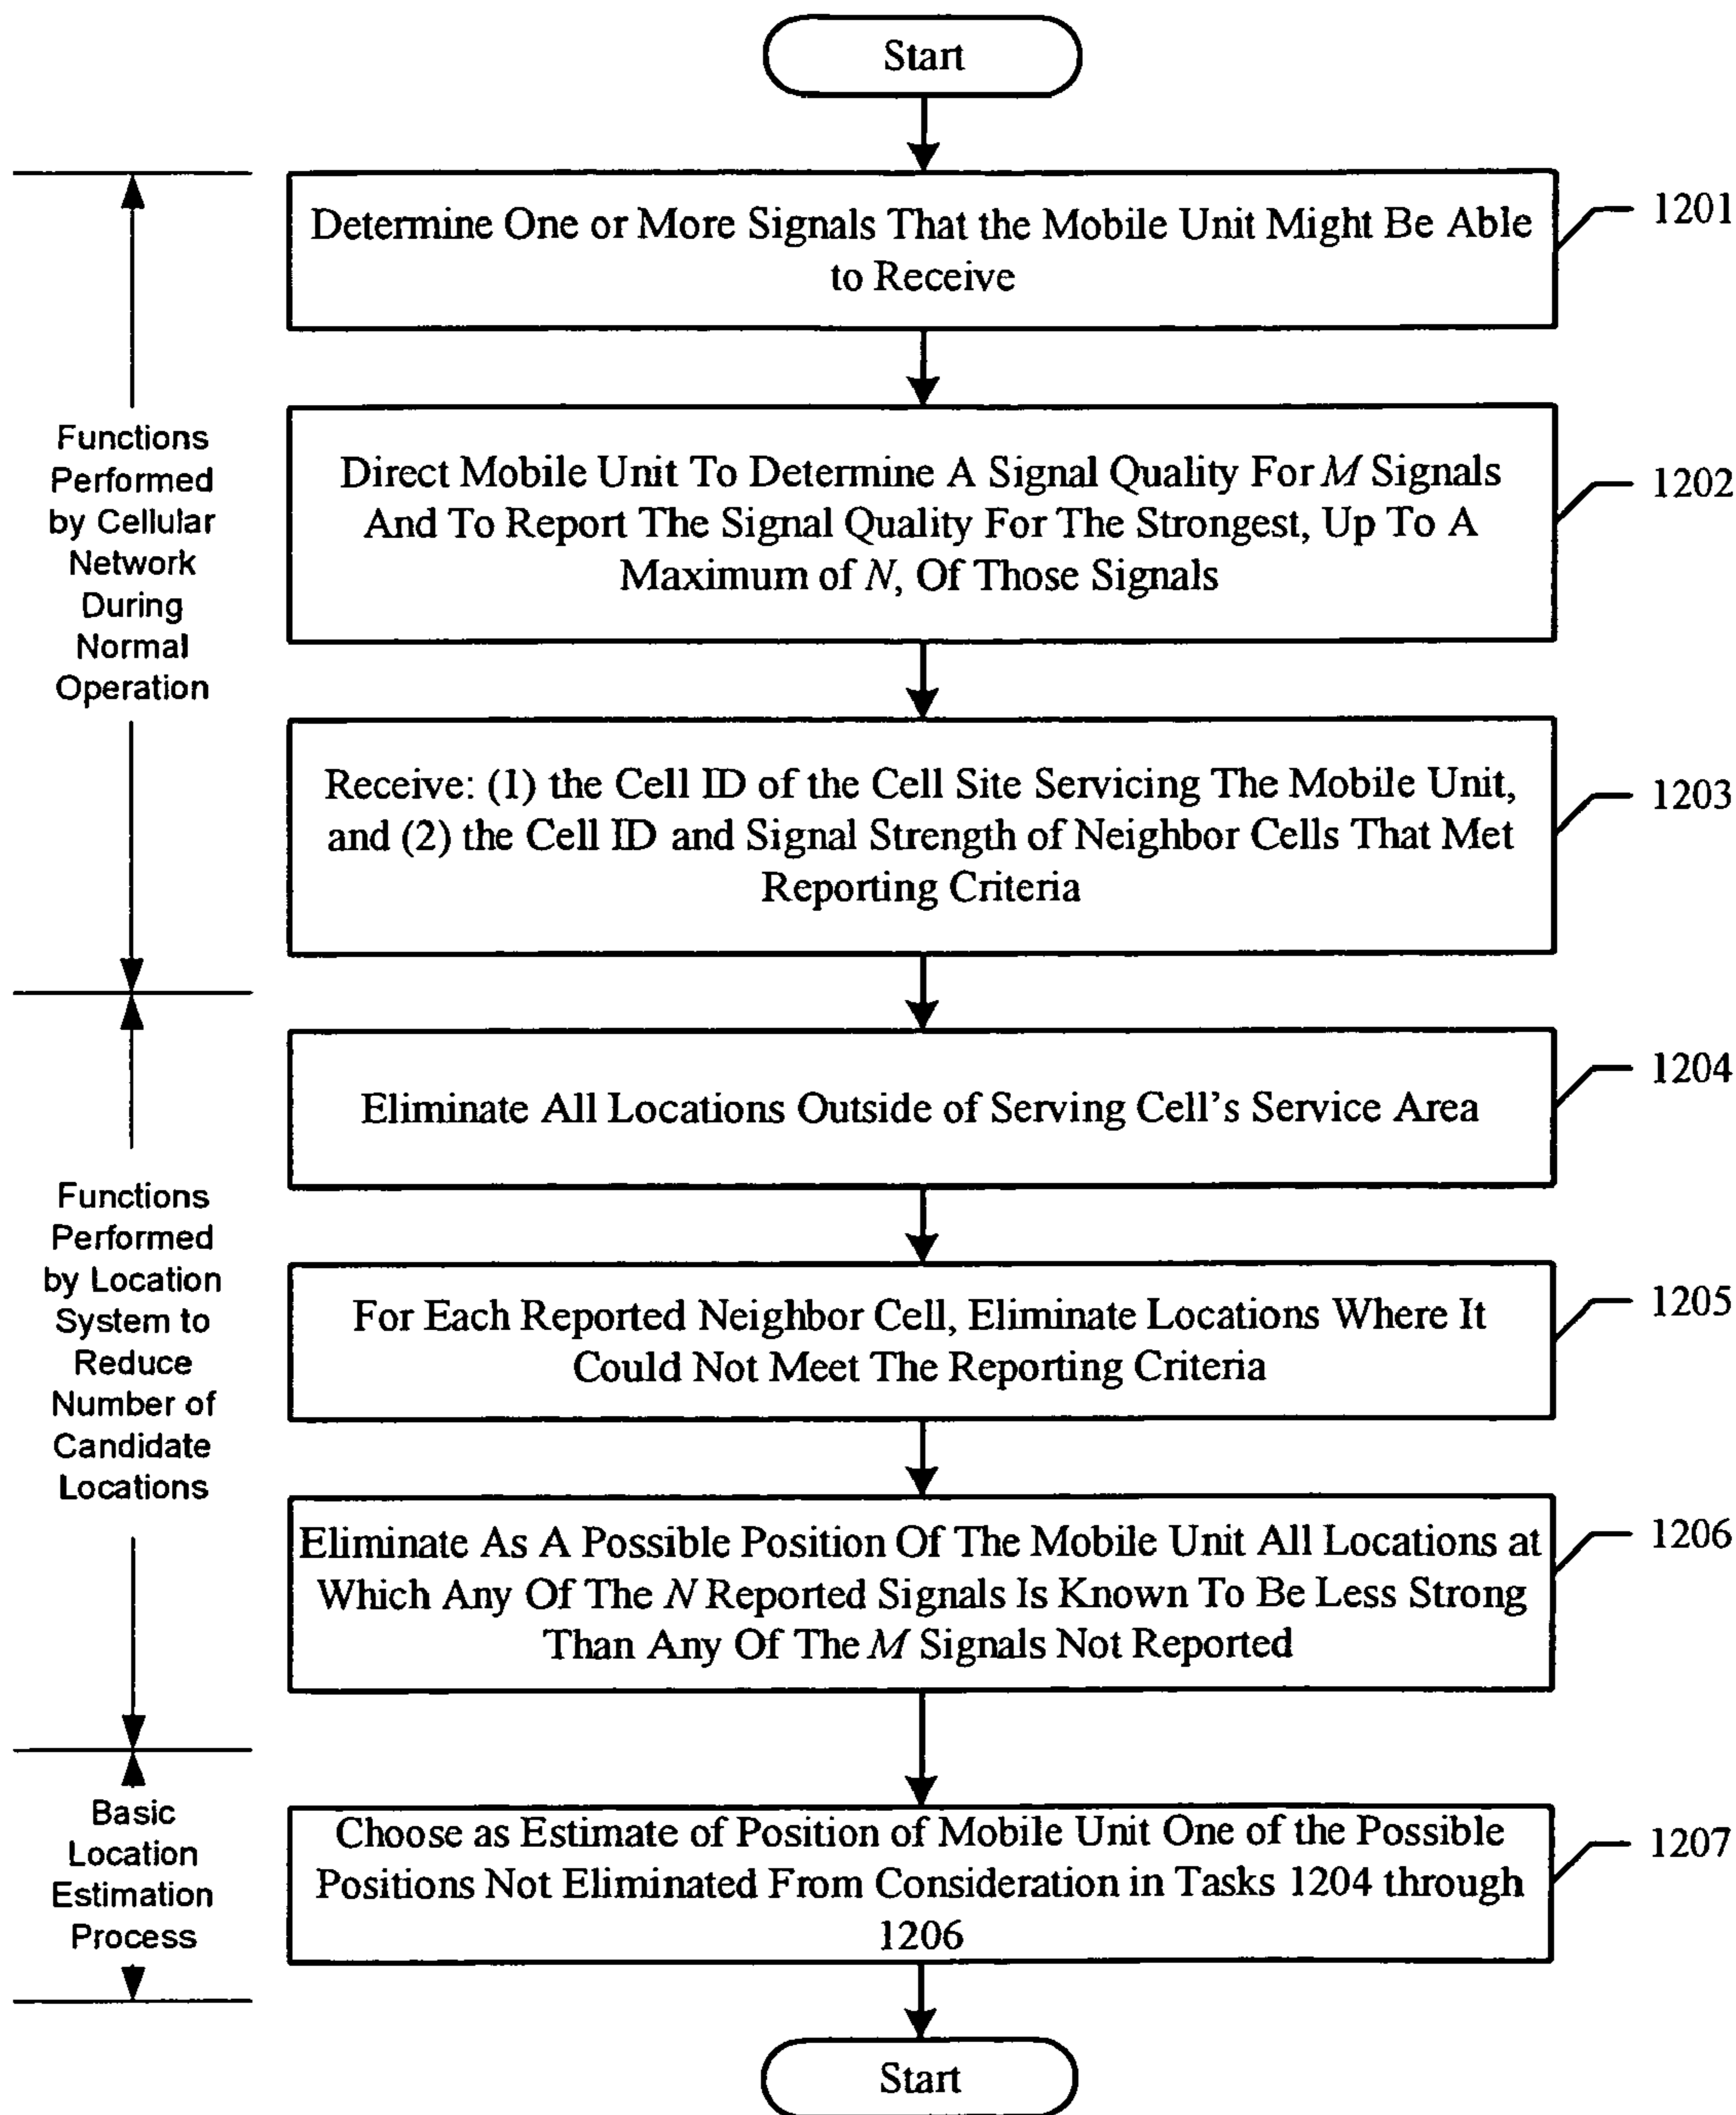 Start
Determine One or More Signals That the Mobile Unit Might Be Able
to Receive
1201
Functions
Performed
by Cellular
Network
During
Normal
Operation
Direct Mobile Unit To Determine A Signal Quality For M Signals
And To Report The Signal Quality For The Strongest, Up To A
Maximum of N, Of Those Signals
1202
Receive: (1) the Cell ID of the Cell Site Servicing The Mobile Unit,
and (2) the Cell ID and Signal Strength of Neighbor Cells That Met
Reporting Criteria
1203
Eliminate All Locations Outside of Serving Cell's Service Area
1204
Functions
Performed
by Location
System to
Reduce
Number of
Candidate
Locations
For Each Reported Neighbor Cell, Eliminate Locations Where It
Could Not Meet The Reporting Criteria
1205
Eliminate As A Possible Position Of The Mobile Unit All Locations at
Which Any Of The N Reported Signals Is Known To Be Less Strong
Than Any Of The M Signals Not Reported
1206
Basic
Location
Estimation
Process
Choose as Estimate of Position of Mobile Unit One of the Possible
Positions Not Eliminated From Consideration in Tasks 1204 through
1206
1207
Start